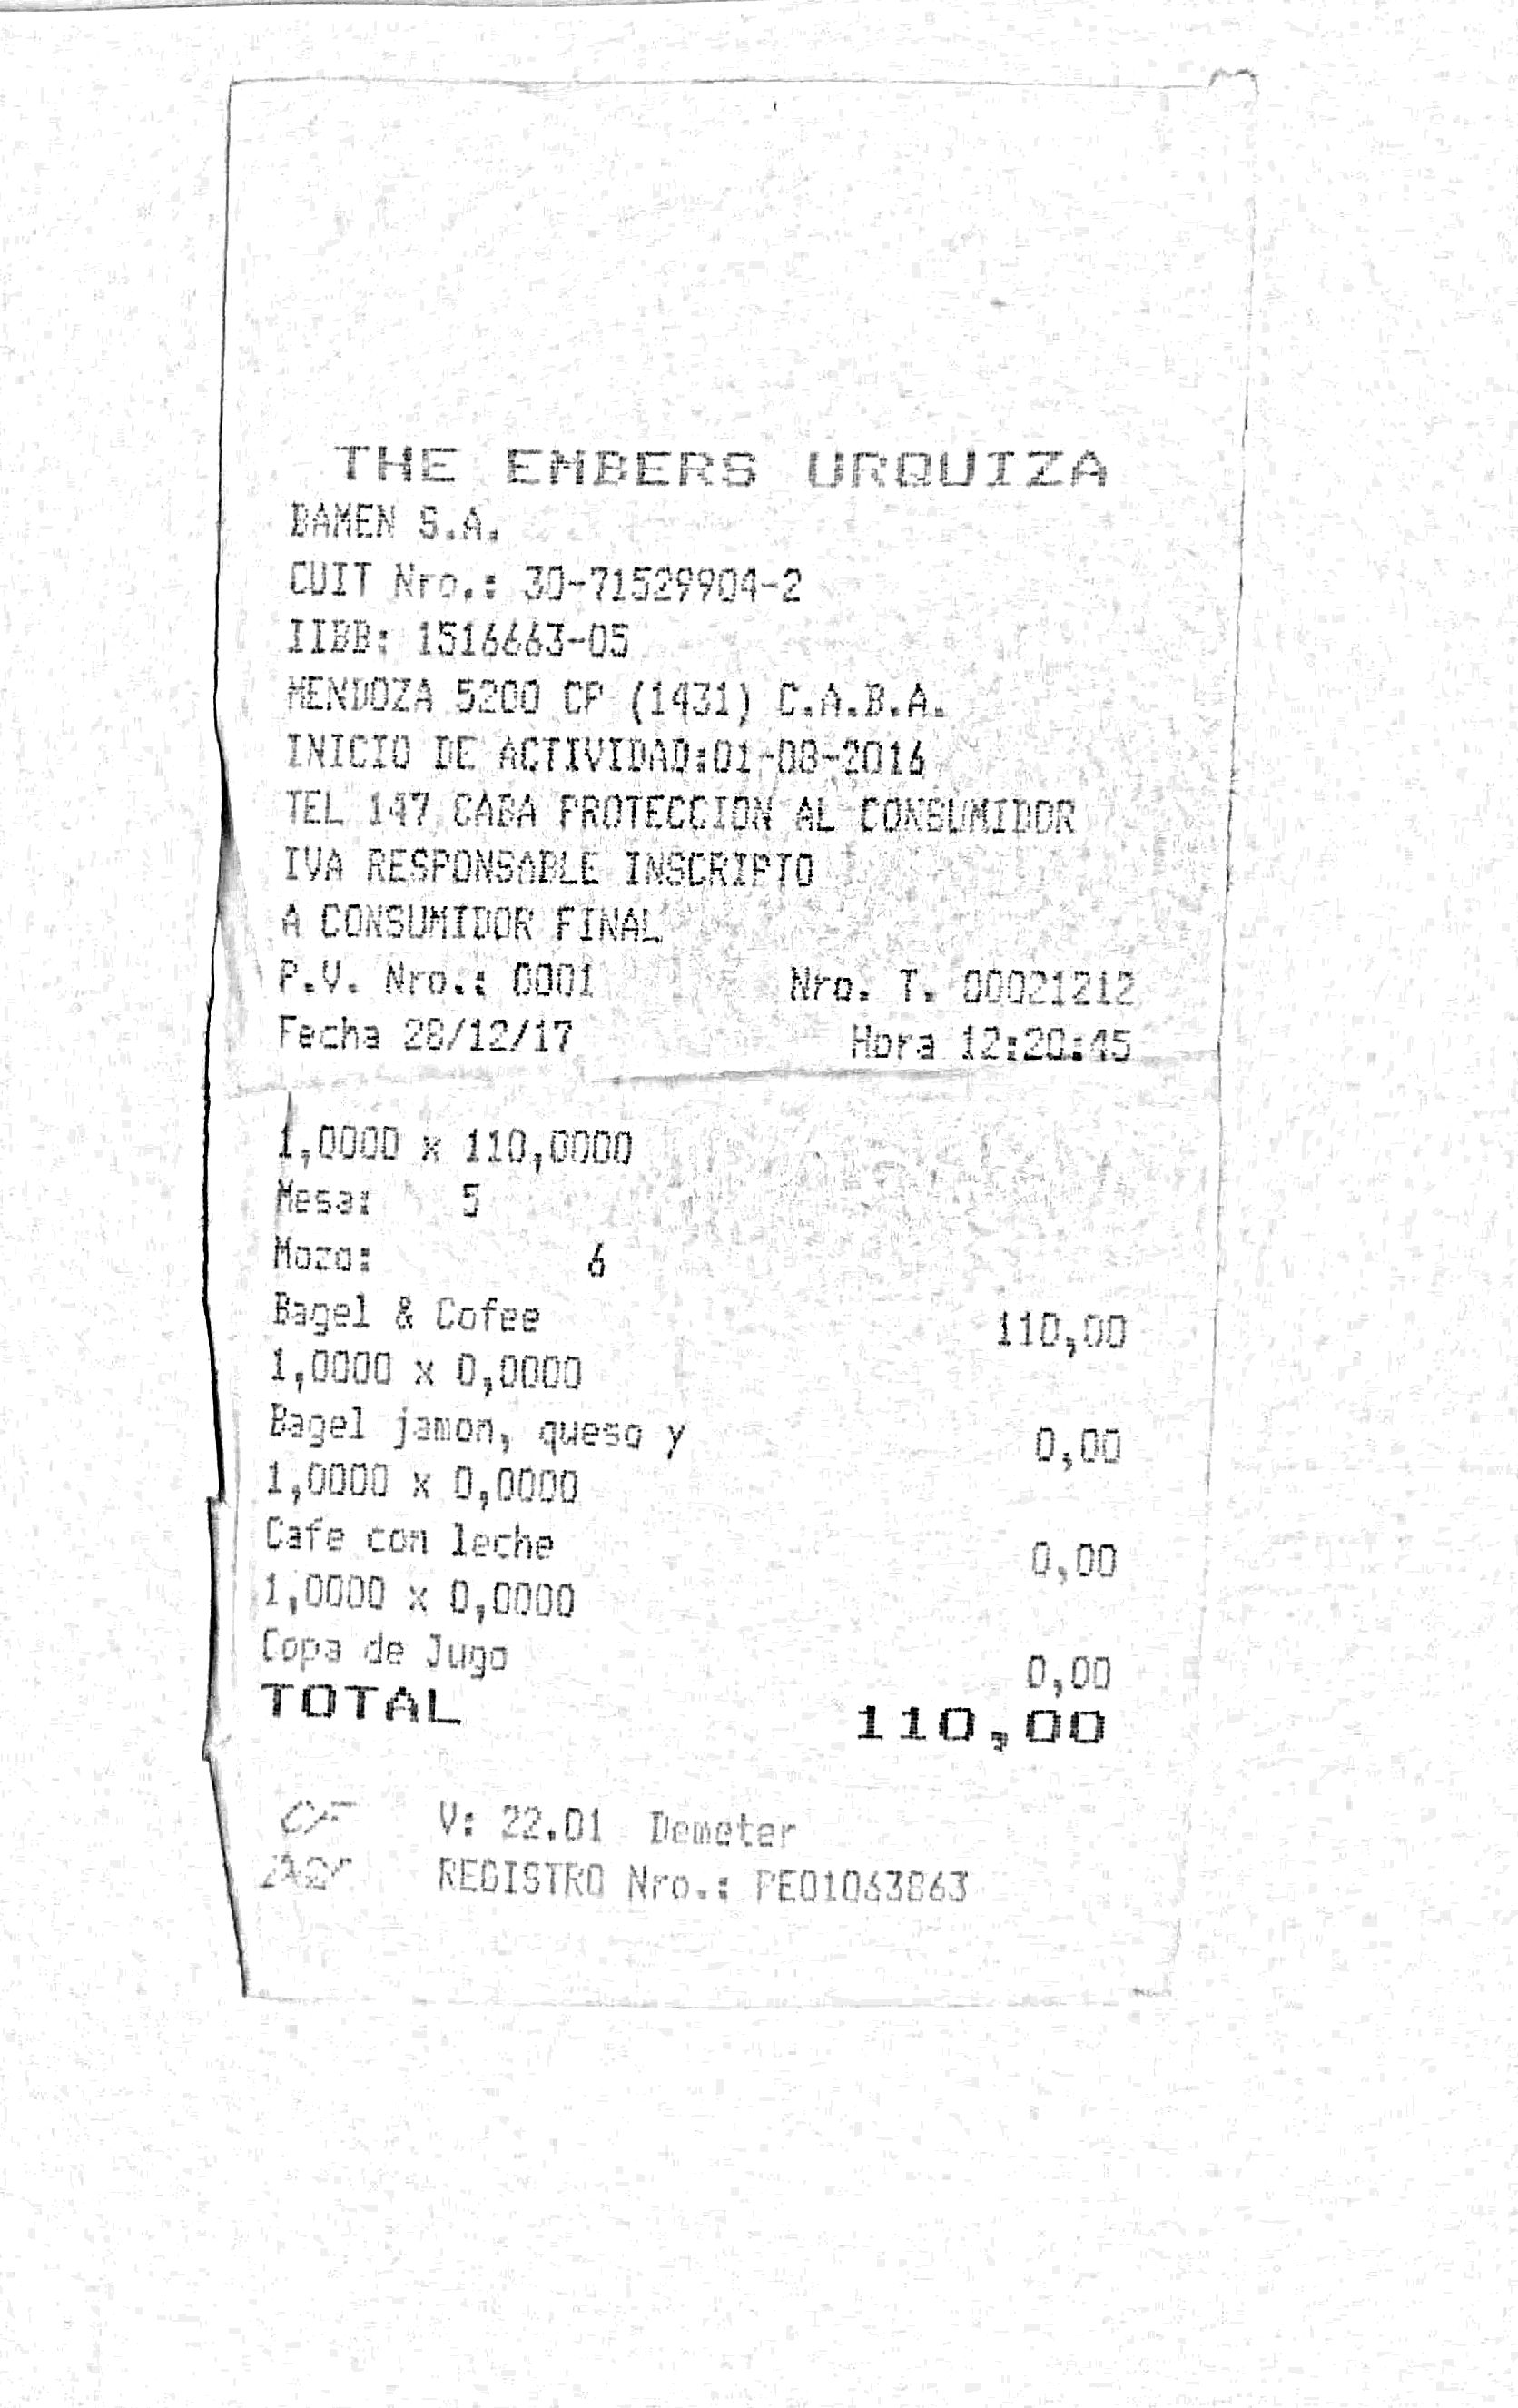 THE EMBERS URQUIZA
BAMEN S.A.
CUIT Nro.: 30-71529904-2
IIBB: 1516663-05
MENDOZA 5200 CP (1431) C.A.B.A.
INICIO DE ACTIVIDAD:01-08-2016
TEL 147 CABA PROTECCION AL CONSUMIDOR
IVA RESPONSABLE INSCRIPTO
A CONSUMIDOR FINAL
P.V. Nro.: 0001 Nro. T. 00021212
Fecha 28/12/17 Hora 12:20:45
1,0000 x 110,0000
Mesa: 5
Mozo: 6
Bagel & Cofee 110,00
1,0000 x 0,0000
Bagel jamon, queso y 0,00
1,0000 x 0,0000
Cafe con leche 0,00
1,0000 x 0,0000
Copa de Jugo 0,00
TOTAL 110,00
CF V: 22.01 Demeter
REGISTRO Nro.: PE01063863